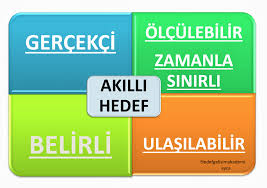 GERÇEKÇİ
ÖLÇÜLEBİLİR
ZAMANLA
SINIRLI
AKILLI
HEDEF
BELİRLİ
ULAŞILABİLİR